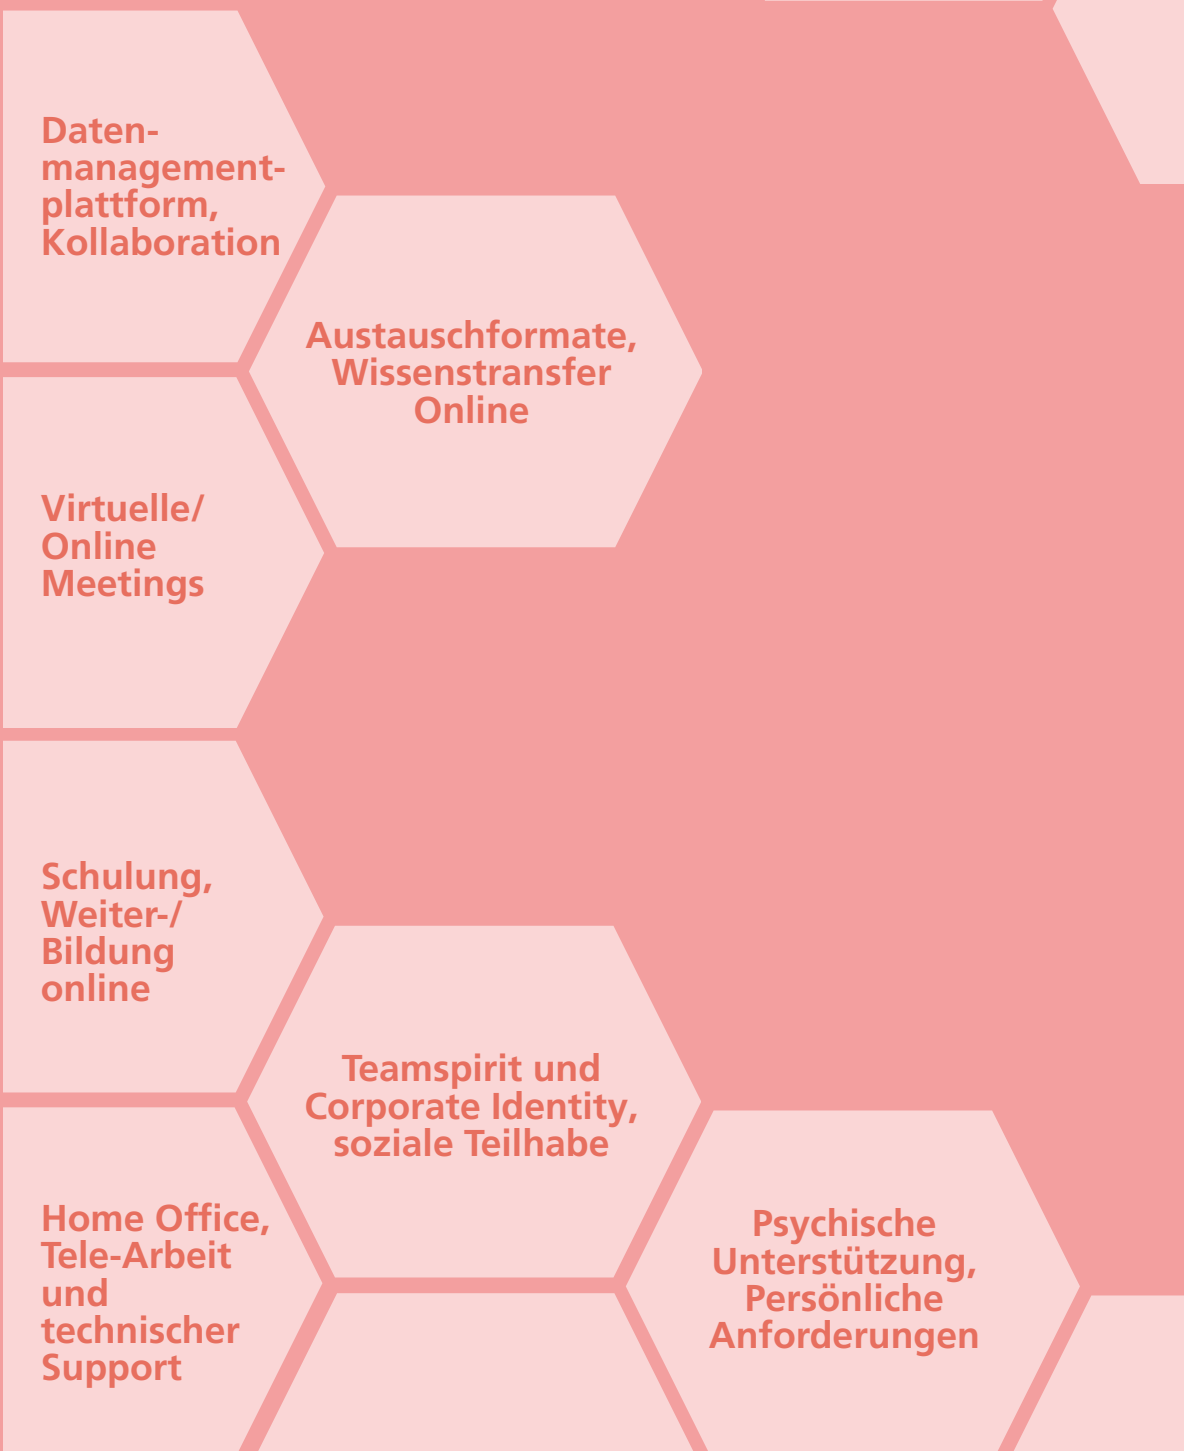 Daten-
management-
plattform,
Kollaboration
Austauschformate,
Wissenstransfer
Online
Virtuelle/
Online
Meetings
Schulung,
Weiter-/
Bildung
online
Teamspirit und
Corporate Identity,
soziale Teilhabe
Home Office,
Tele-Arbeit
und
technischer
Support
Psychische
Unterstützung,
Persönliche
Anforderungen